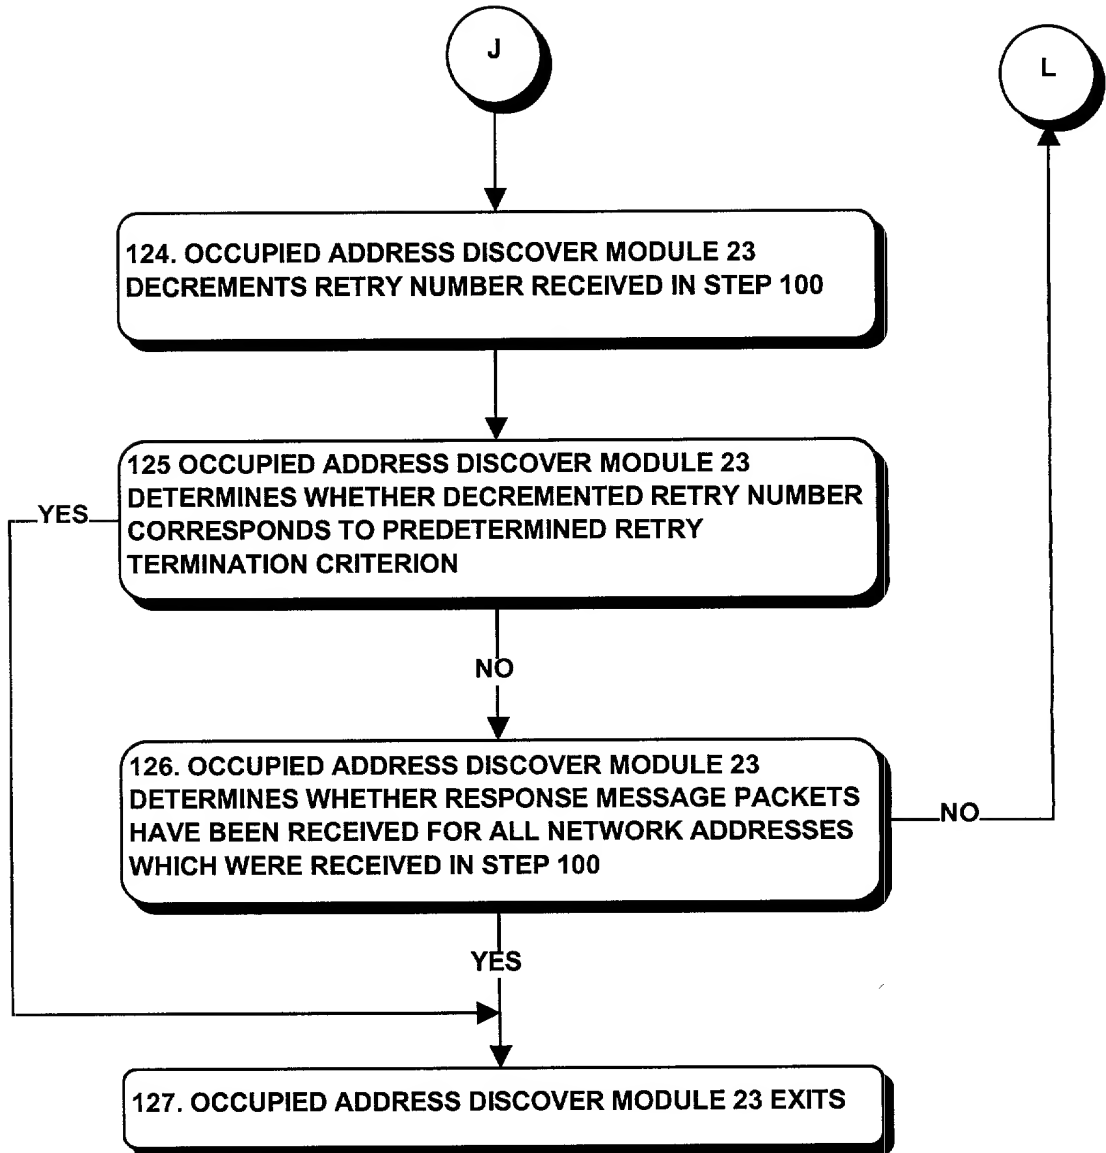 J
L
124. OCCUPIED ADDRESS DISCOVER MODULE 23
DECREMENTS RETRY NUMBER RECEIVED IN STEP 100
125 OCCUPIED ADDRESS DISCOVER MODULE 23
DETERMINES WHETHER DECREMENTED RETRY NUMBER
CORRESPONDS TO PREDETERMINED RETRY
TERMINATION CRITERION
YES
NO
126. OCCUPIED ADDRESS DISCOVER MODULE 23
DETERMINES WHETHER RESPONSE MESSAGE PACKETS
HAVE BEEN RECEIVED FOR ALL NETWORK ADDRESSES
WHICH WERE RECEIVED IN STEP 100
NO
YES
127. OCCUPIED ADDRESS DISCOVER MODULE 23 EXITS